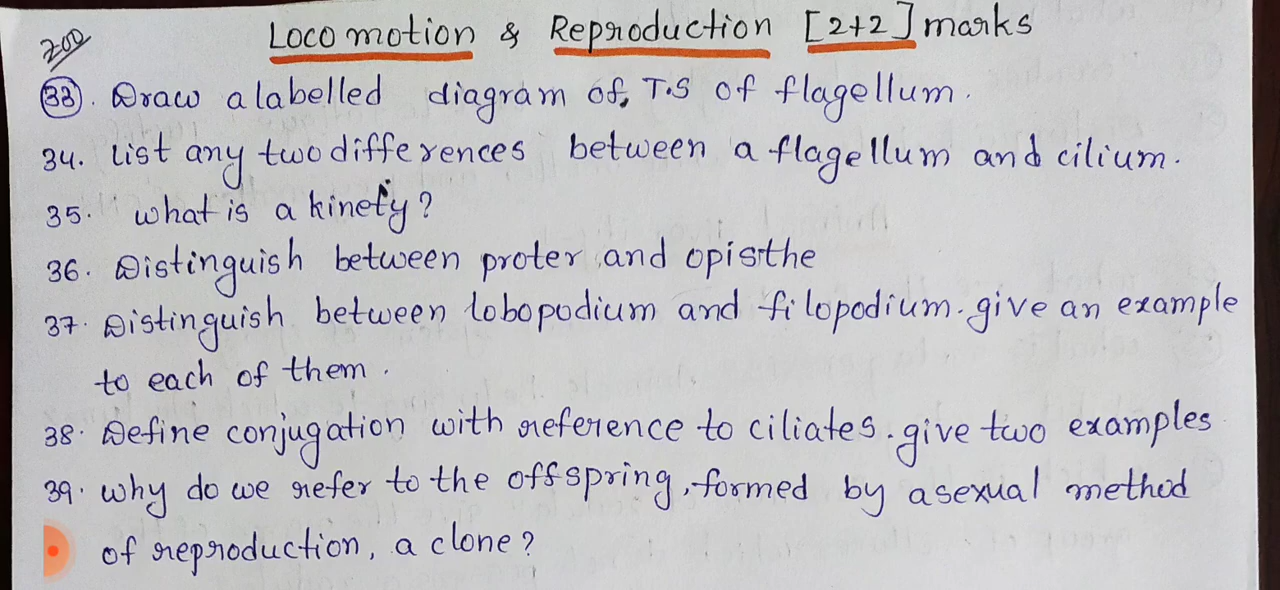 ZOO
Locomotion & Reproduction [2+2] marks
33. Draw a labelled diagram of, T.S of flagellum.
34. List any two differences between a flagellum and cilium.
35. what is a kinety?
36. Distinguish between proter and opisthe
37. Distinguish between lobopodium and filopodium. give an example
to each of them.
38. Define conjugation with reference to ciliates. give two examples
39. why do we refer to the offspring, formed by asexual method
of reproduction, a clone?